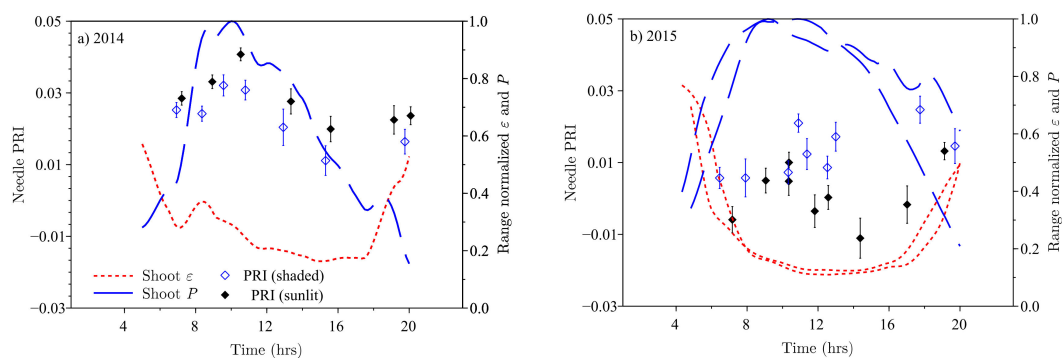 a) 2014
0.05
0.03
0.01
−0.01
−0.03
Needle PRI
1.0
0.8
0.6
0.4
0.2
0.0
Range normalized ε and P
Shoot ε
PRI (shaded)
Shoot P
PRI (sunlit)
4 8 12 16 20
Time (hrs)
b) 2015
0.05
0.03
0.01
−0.01
−0.03
Needle PRI
1.0
0.8
0.6
0.4
0.2
0.0
Range normalized ε and P
4 8 12 16 20
Time (hrs)